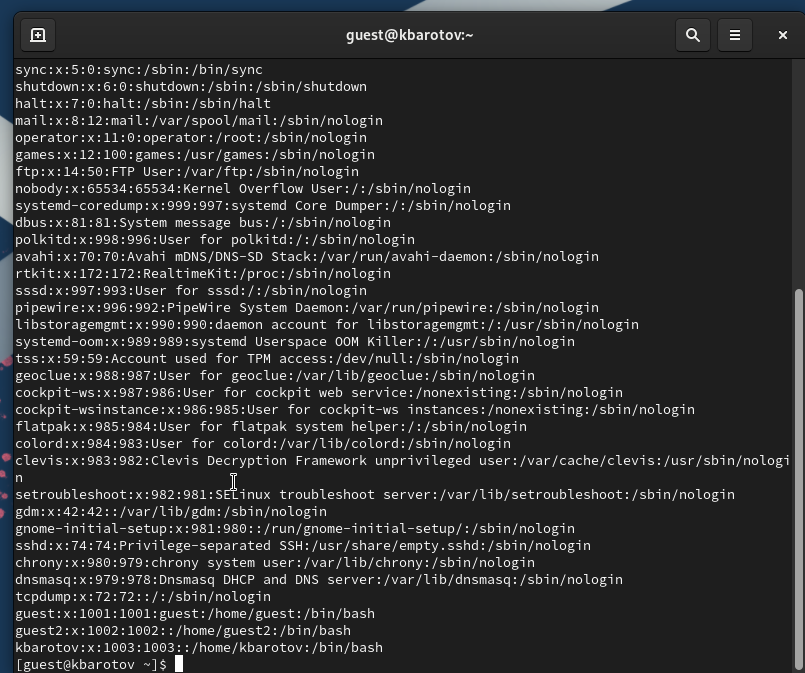 guest@kbarotov:~
sync:x:5:0:sync:/sbin:/bin/sync
shutdown:x:6:0:shutdown:/sbin:/sbin/shutdown
halt:x:7:0:halt:/sbin:/sbin/halt
mail:x:8:12:mail:/var/spool/mail:/sbin/nologin
operator:x:11:0:operator:/root:/sbin/nologin
games:x:12:100:games:/usr/games:/sbin/nologin
ftp:x:14:50:FTP User:/var/ftp:/sbin/nologin
nobody:x:65534:65534:Kernel Overflow User:/:/sbin/nologin
systemd-coredump:x:999:997:systemd Core Dumper:/:/sbin/nologin
dbus:x:81:81:System message bus:/:/sbin/nologin
polkitd:x:998:996:User for polkitd:/:/sbin/nologin
avahi:x:70:70:Avahi mDNS/DNS-SD Stack:/var/run/avahi-daemon:/sbin/nologin
rtkit:x:172:172:RealtimeKit:/proc:/sbin/nologin
sssd:x:997:993:User for sssd:/:/sbin/nologin
pipewire:x:996:992:PipeWire System Daemon:/var/run/pipewire:/sbin/nologin
libstoragemgmt:x:990:990:daemon account for libstoragemgmt:/:/usr/sbin/nologin
systemd-oom:x:989:989:systemd Userspace OOM Killer:/:/usr/sbin/nologin
tss:x:59:59:Account used for TPM access:/dev/null:/sbin/nologin
geoclue:x:988:987:User for geoclue:/var/lib/geoclue:/sbin/nologin
cockpit-ws:x:987:986:User for cockpit web service:/nonexisting:/sbin/nologin
cockpit-wsinstance:x:986:985:User for cockpit-ws instances:/nonexisting:/sbin/nologin
flatpak:x:985:984:User for flatpak system helper:/:/sbin/nologin
colord:x:984:983:User for colord:/var/lib/colord:/sbin/nologin
clevis:x:983:982:Clevis Decryption Framework unprivileged user:/var/cache/clevis:/usr/sbin/nologi
n
setroubleshoot:x:982:981:SELinux troubleshoot server:/var/lib/setroubleshoot:/sbin/nologin
gdm:x:42:42::/var/lib/gdm:/sbin/nologin
gnome-initial-setup:x:981:980::/run/gnome-initial-setup/:/sbin/nologin
sshd:x:74:74:Privilege-separated SSH:/usr/share/empty.sshd:/sbin/nologin
chrony:x:980:979:chrony system user:/var/lib/chrony:/sbin/nologin
dnsmasq:x:979:978:Dnsmasq DHCP and DNS server:/var/lib/dnsmasq:/sbin/nologin
tcpdump:x:72:72::/:/sbin/nologin
guest:x:1001:1001:guest:/home/guest:/bin/bash
guest2:x:1002:1002::/home/guest2:/bin/bash
kbarotov:x:1003:1003::/home/kbarotov:/bin/bash
[guest@kbarotov ~]$